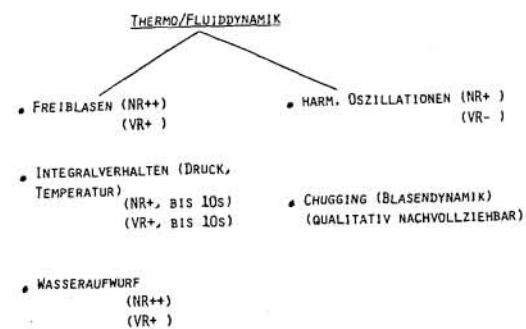 THERMO/FLUIDDYNAMIK
• FREIBLASEN (NR++)
(VR+ )
• INTEGRALVERHALTEN (DRUCK,
TEMPERATUR)
(NR+, BIS 10S)
(VR+, BIS 10S)
• WASSERAUFWURF
(NR++)
(VR+ )
• HARM. OSZILLATIONEN (NR+ )
(VR- )
• CHUGGING (BLASENDYNAMIK)
(QUALITATIV NACHVOLLZIEHBAR)